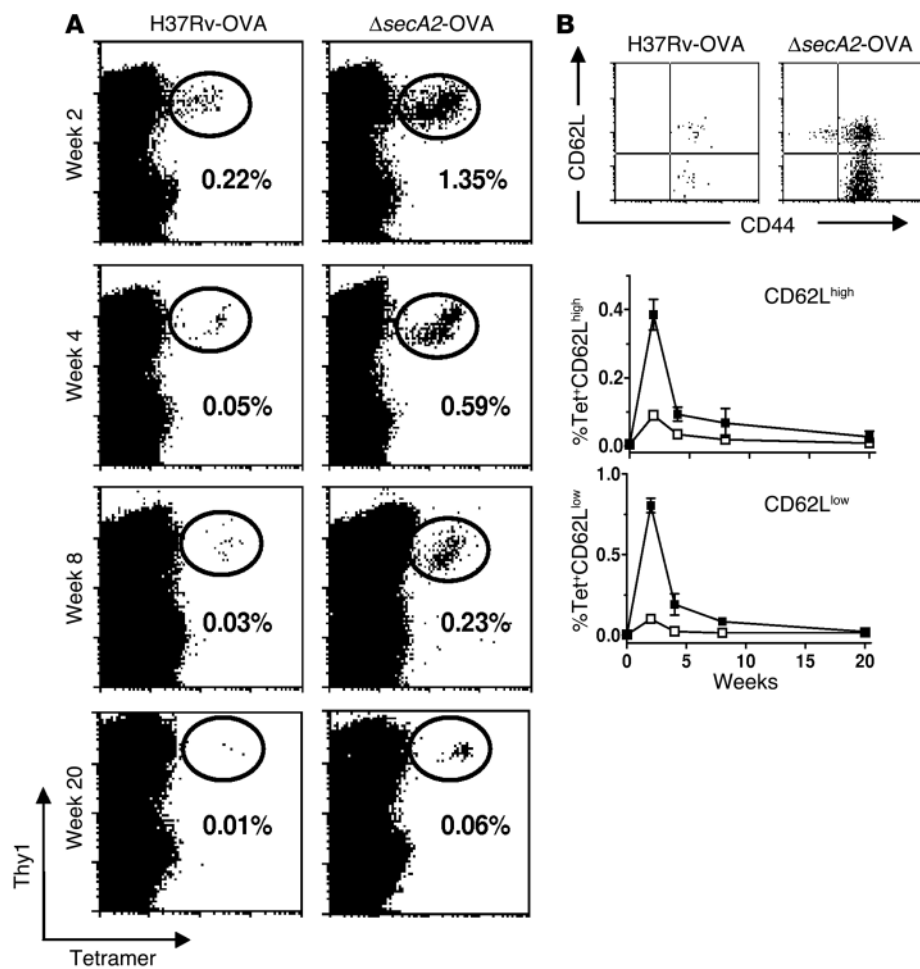 A
H37Rv-OVA
ΔsecA2-OVA
Week 2
0.22%
1.35%
Week 4
0.05%
0.59%
Week 8
0.03%
0.23%
Week 20
0.01%
0.06%
Thy1
Tetramer
B
H37Rv-OVA
ΔsecA2-OVA
CD62L
CD44
%Tet⁺CD62Lʰⁱᵍʰ
CD62Lʰⁱᵍʰ
0.4
0.2
0.0
%Tet⁺CD62Lˡᵒʷ
CD62Lˡᵒʷ
1.0
0.5
0.0
0 5 10 15 20
Weeks